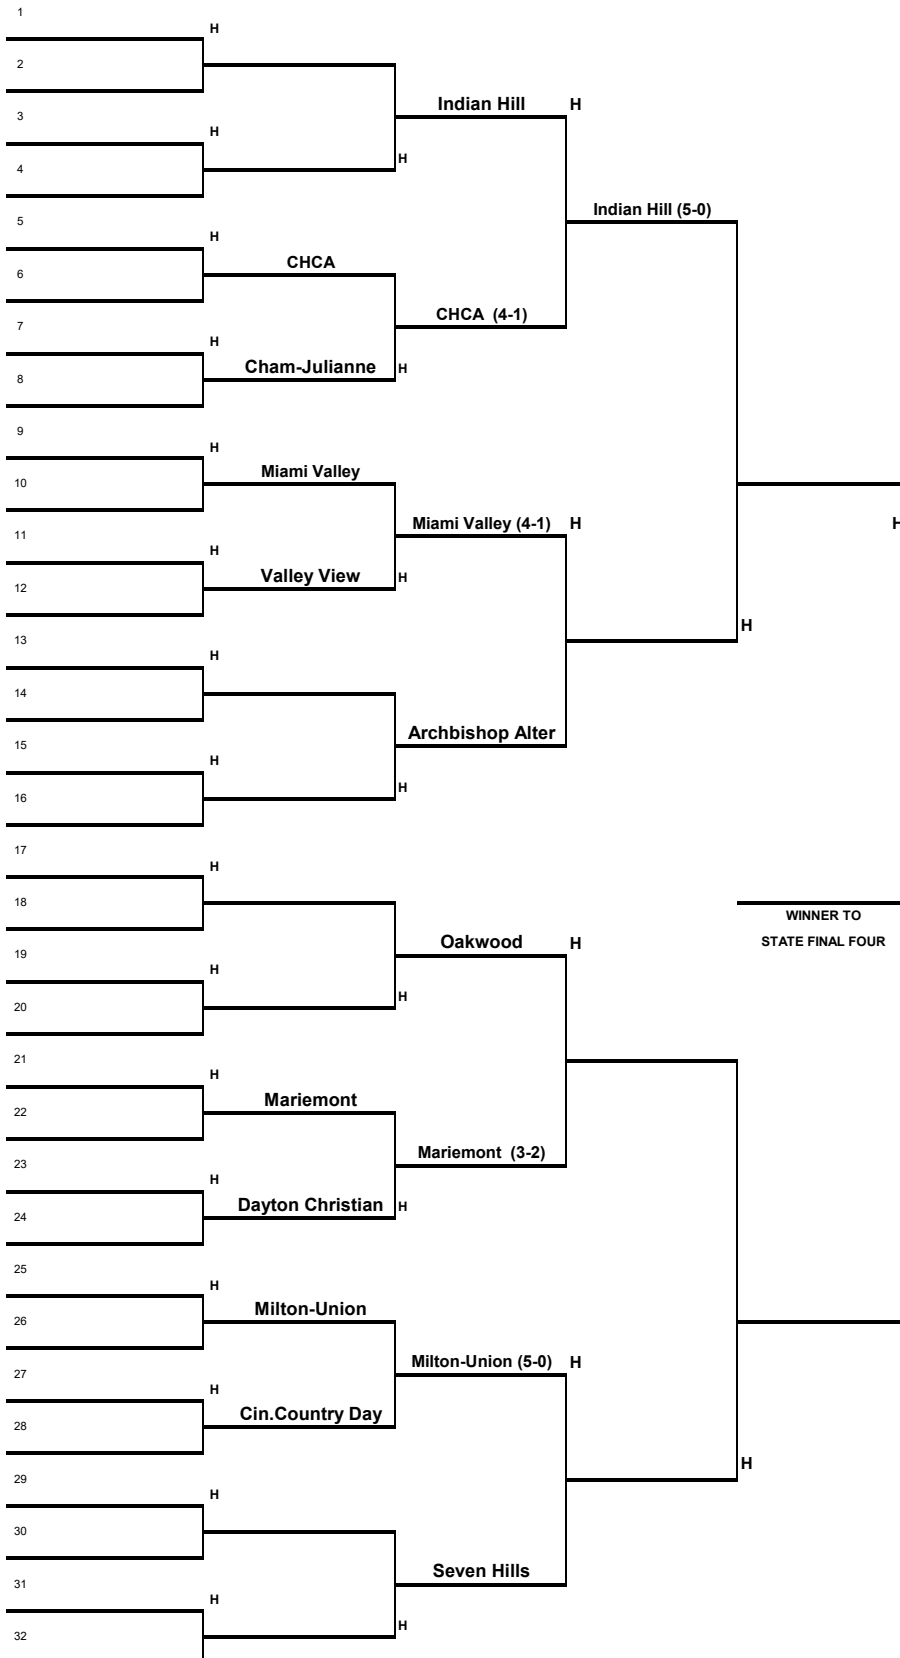 1
H
2
Indian Hill H
3
H
H
4
Indian Hill (5-0)
5
H
CHCA
6
CHCA (4-1)
7
H
Cham-Julianne H
8
9
H
Miami Valley
10
Miami Valley (4-1) H
H
11
H
Valley View H
12
H
13
H
14
Archbishop Alter
15
H
H
16
17
H
18
WINNER TO
Oakwood H
STATE FINAL FOUR
19
H
H
20
21
H
Mariemont
22
Mariemont (3-2)
23
H
Dayton Christian H
24
25
H
Milton-Union
26
Milton-Union (5-0) H
27
H
Cin.Country Day
28
H
29
H
30
Seven Hills
31
H
H
32